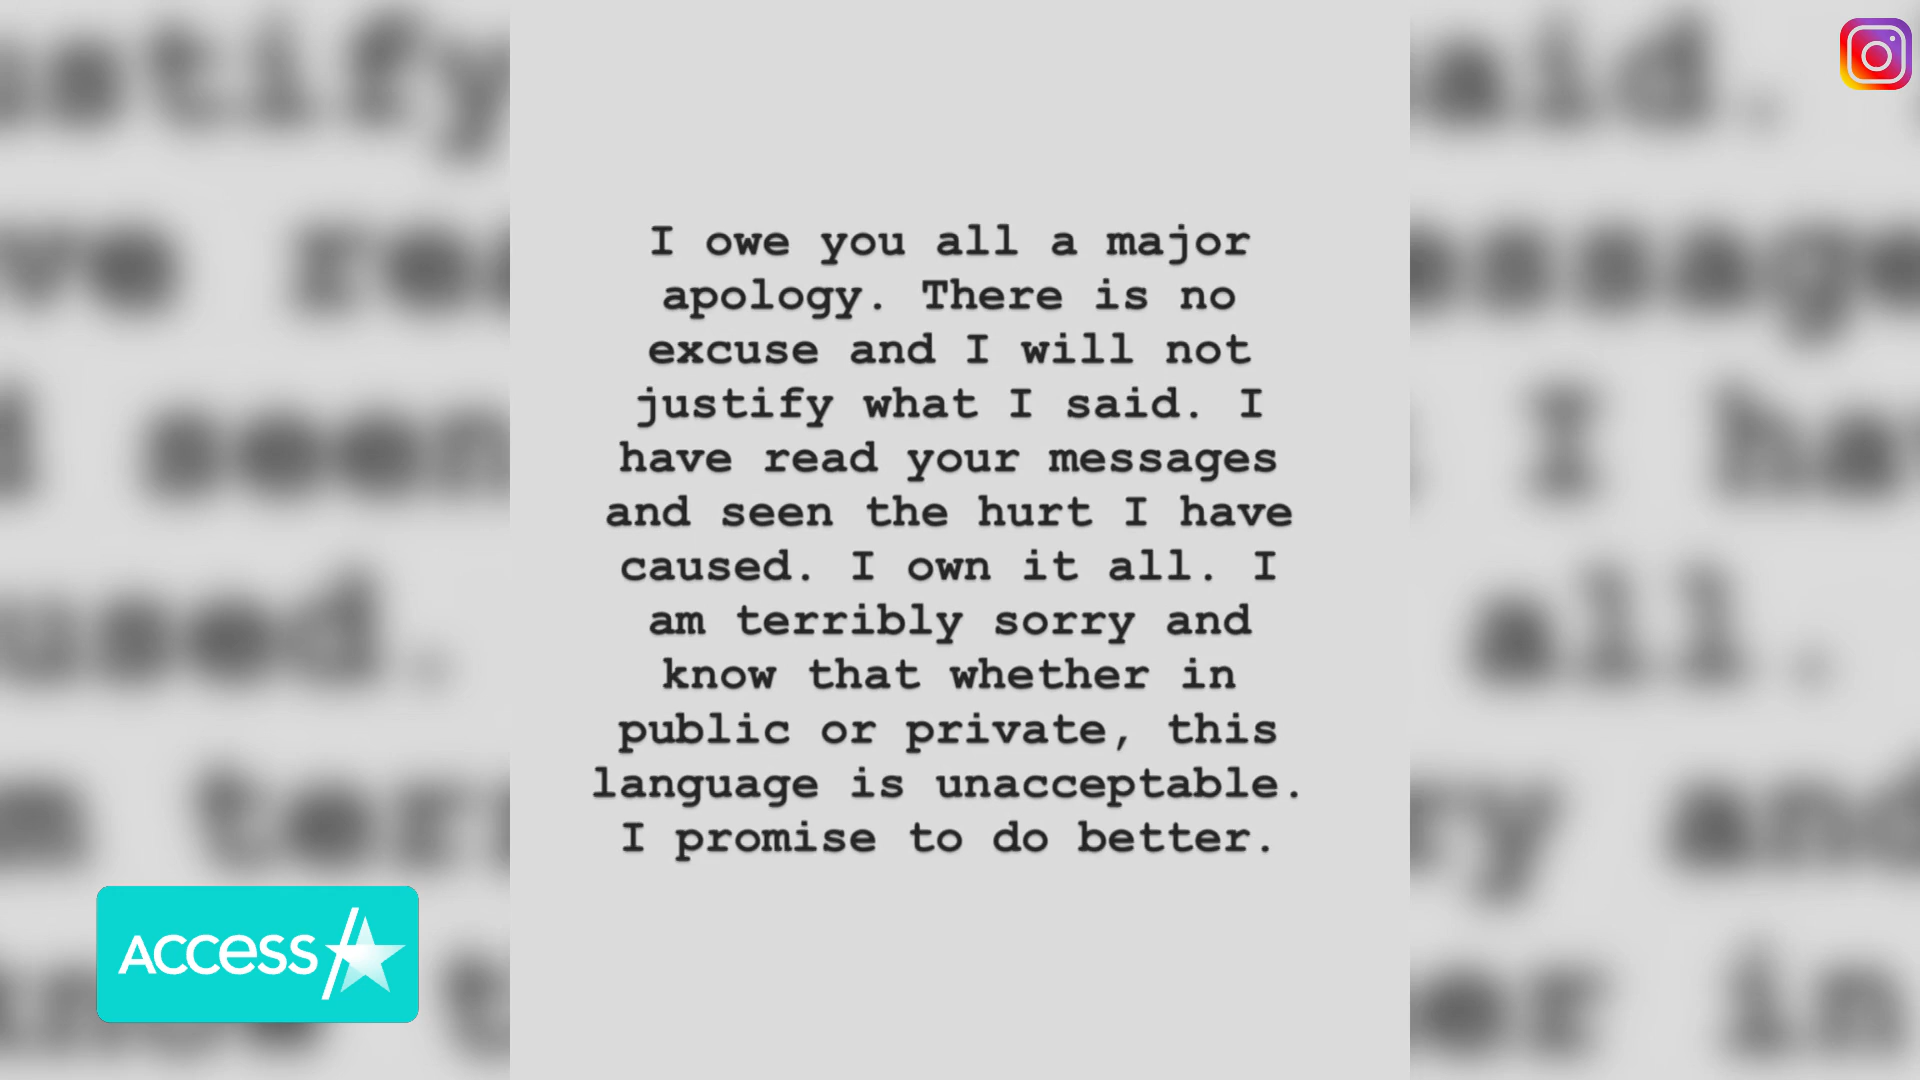 I owe you all a major
apology. There is no
excuse and I will not
justify what I said. I
have read your messages
and seen the hurt I have
caused. I own it all. I
am terribly sorry and
know that whether in
public or private, this
language is unacceptable.
I promise to do better.
ACCESS